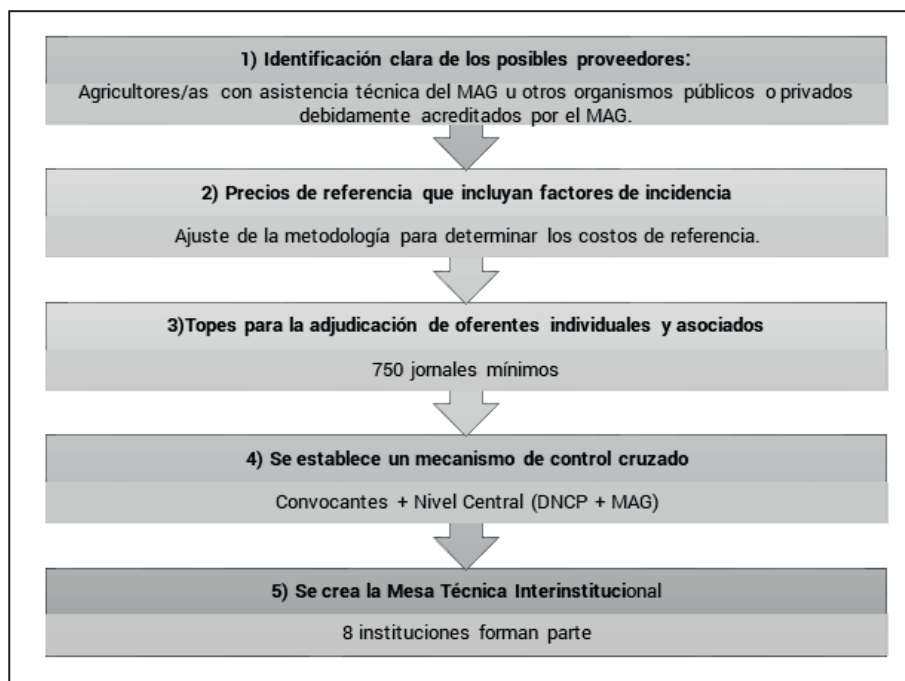 1) Identificación clara de los posibles proveedores:
Agricultores/as con asistencia técnica del MAG u otros organismos públicos o privados
debidamente acreditados por el MAG.
2) Precios de referencia que incluyan factores de incidencia
Ajuste de la metodología para determinar los costos de referencia.
3)Topes para la adjudicación de oferentes individuales y asociados
750 jornales mínimos
4) Se establece un mecanismo de control cruzado
Convocantes + Nivel Central (DNCP + MAG)
5) Se crea la Mesa Técnica Interinstitucional
8 instituciones forman parte